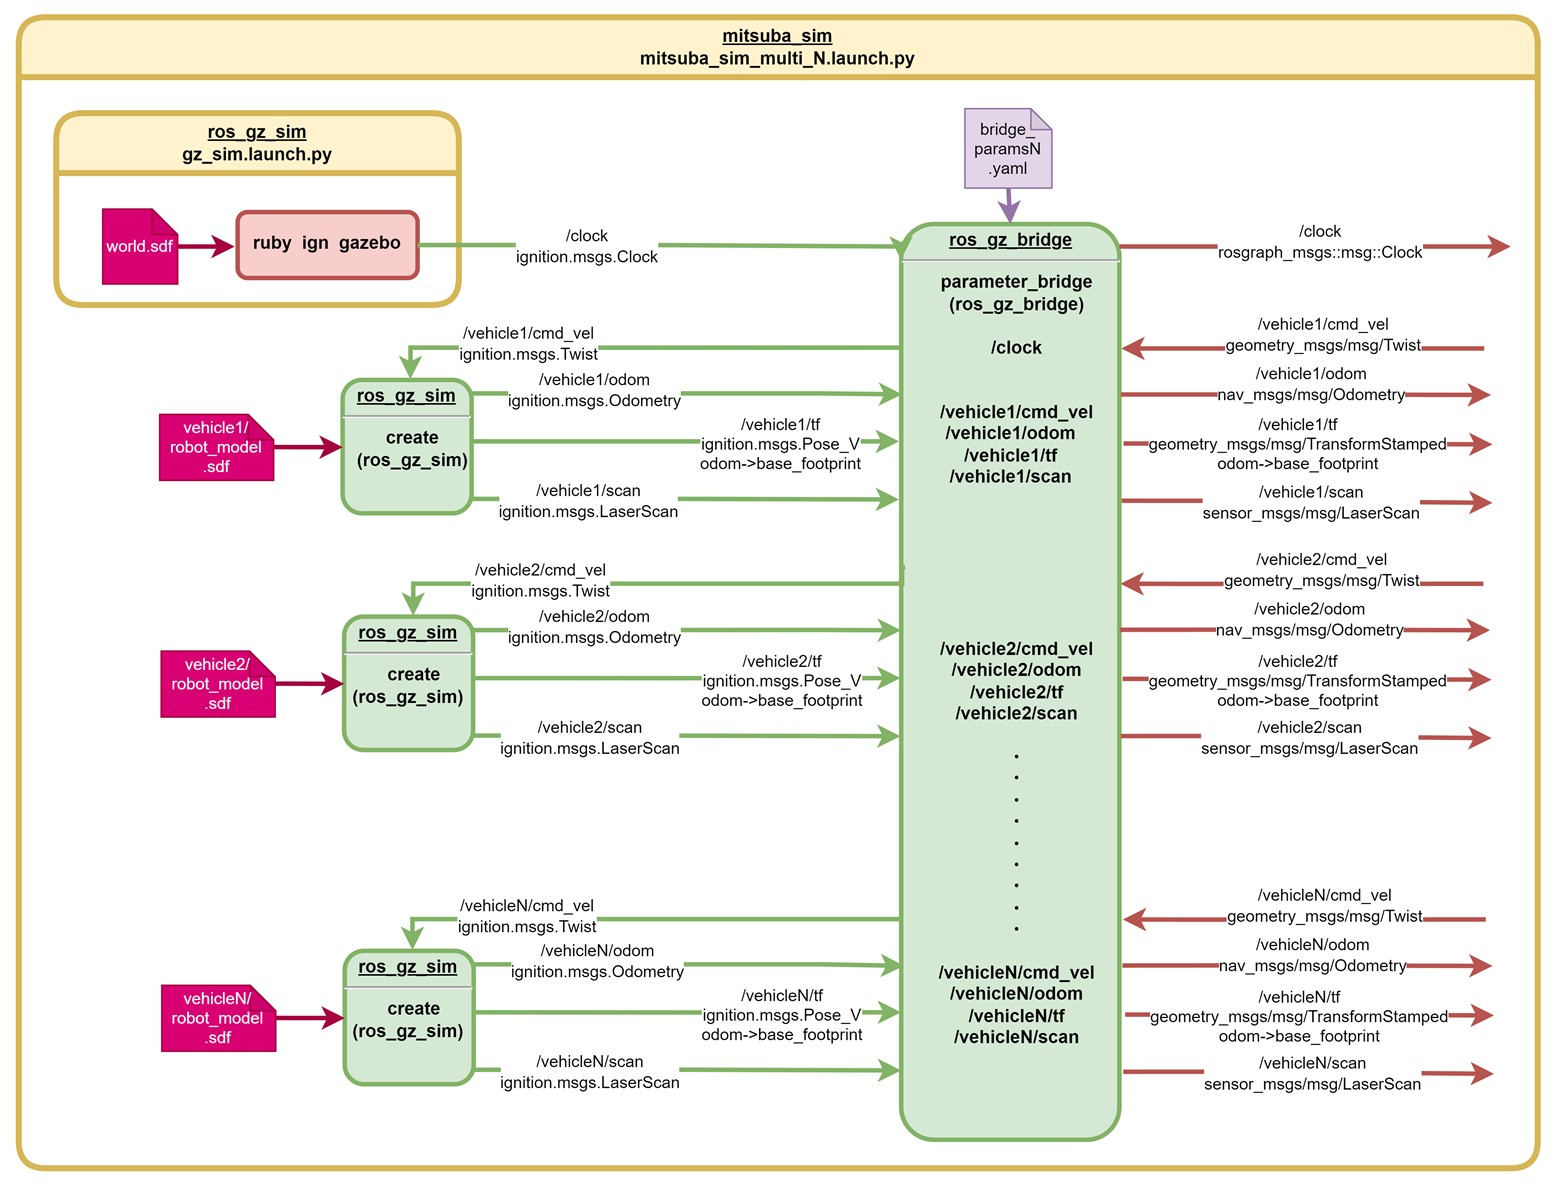 mitsuba_sim
mitsuba_sim_multi_N.launch.py
ros_gz_sim
gz_sim.launch.py
world.sdf
ruby ign gazebo
/clock
ignition.msgs.Clock
bridge_
paramsN
.yaml
ros_gz_bridge
parameter_bridge
(ros_gz_bridge)
/clock
/vehicle1/cmd_vel
/vehicle1/odom
/vehicle1/tf
/vehicle1/scan
/vehicle2/cmd_vel
/vehicle2/odom
/vehicle2/tf
/vehicle2/scan
.
.
.
.
.
.
.
.
.
/vehicleN/cmd_vel
/vehicleN/odom
/vehicleN/tf
/vehicleN/scan
/clock
rosgraph_msgs::msg::Clock
/vehicle1/cmd_vel
ignition.msgs.Twist
vehicle1/
robot_model
.sdf
ros_gz_sim
create
(ros_gz_sim)
/vehicle1/odom
ignition.msgs.Odometry
/vehicle1/tf
ignition.msgs.Pose_V
odom->base_footprint
/vehicle1/scan
ignition.msgs.LaserScan
/vehicle1/cmd_vel
geometry_msgs/msg/Twist
/vehicle1/odom
nav_msgs/msg/Odometry
/vehicle1/tf
geometry_msgs/msg/TransformStamped
odom->base_footprint
/vehicle1/scan
sensor_msgs/msg/LaserScan
/vehicle2/cmd_vel
ignition.msgs.Twist
vehicle2/
robot_model
.sdf
ros_gz_sim
create
(ros_gz_sim)
/vehicle2/odom
ignition.msgs.Odometry
/vehicle2/tf
ignition.msgs.Pose_V
odom->base_footprint
/vehicle2/scan
ignition.msgs.LaserScan
/vehicle2/cmd_vel
geometry_msgs/msg/Twist
/vehicle2/odom
nav_msgs/msg/Odometry
/vehicle2/tf
geometry_msgs/msg/TransformStamped
odom->base_footprint
/vehicle2/scan
sensor_msgs/msg/LaserScan
/vehicleN/cmd_vel
ignition.msgs.Twist
vehicleN/
robot_model
.sdf
ros_gz_sim
create
(ros_gz_sim)
/vehicleN/odom
ignition.msgs.Odometry
/vehicleN/tf
ignition.msgs.Pose_V
odom->base_footprint
/vehicleN/scan
ignition.msgs.LaserScan
/vehicleN/cmd_vel
geometry_msgs/msg/Twist
/vehicleN/odom
nav_msgs/msg/Odometry
/vehicleN/tf
geometry_msgs/msg/TransformStamped
odom->base_footprint
/vehicleN/scan
sensor_msgs/msg/LaserScan